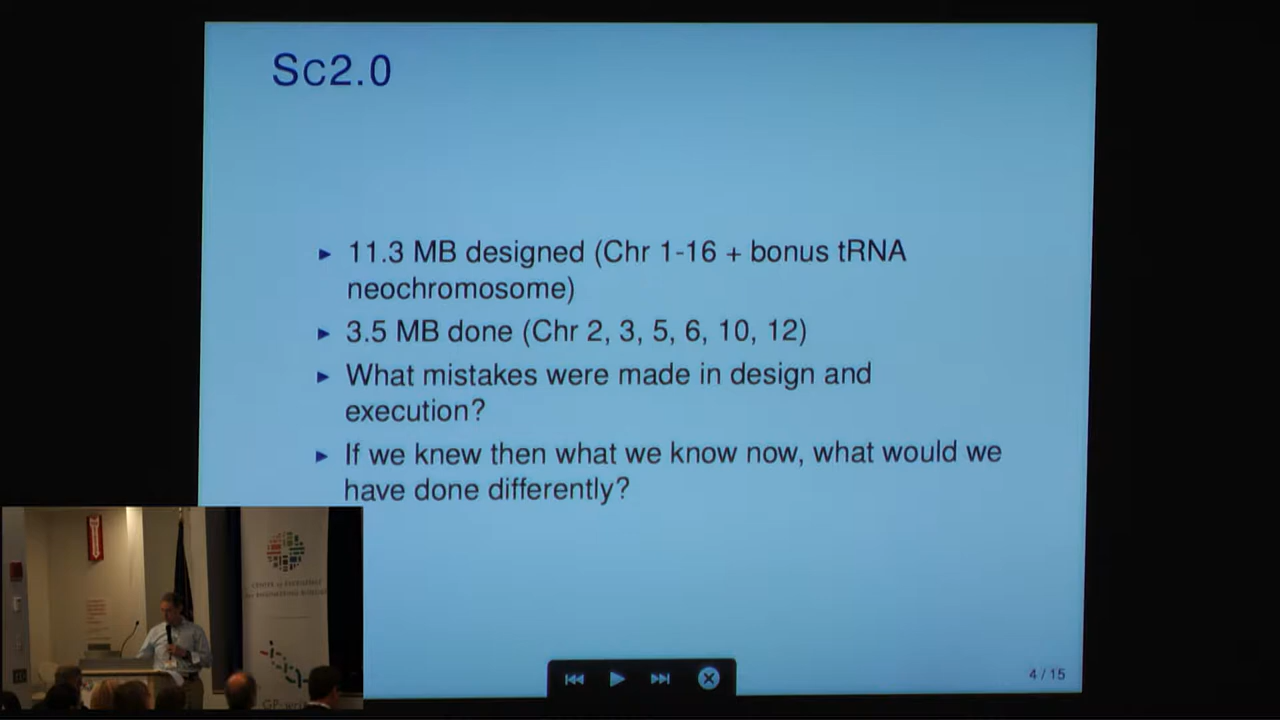 Sc2.0
► 11.3 MB designed (Chr 1-16 + bonus tRNA
neochromosome)
► 3.5 MB done (Chr 2, 3, 5, 6, 10, 12)
► What mistakes were made in design and
execution?
► If we knew then what we know now, what would we
have done differently?
4 / 15